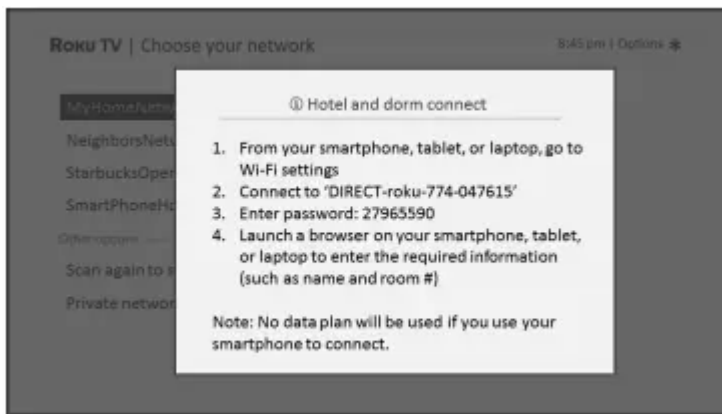 Roku TV | Choose your network
8:45 pm | Options ✱
ⓘ Hotel and dorm connect
1. From your smartphone, tablet, or laptop, go to
Wi-Fi settings
2. Connect to ‘DIRECT-roku-774-047615’
3. Enter password: 27965590
4. Launch a browser on your smartphone, tablet,
or laptop to enter the required information
(such as name and room #)
Note: No data plan will be used if you use your
smartphone to connect.
MyHomeNetw
NeighborsNetw
StarbucksOpen
SmartPhoneHo
Other options
Scan again to s
Private networ